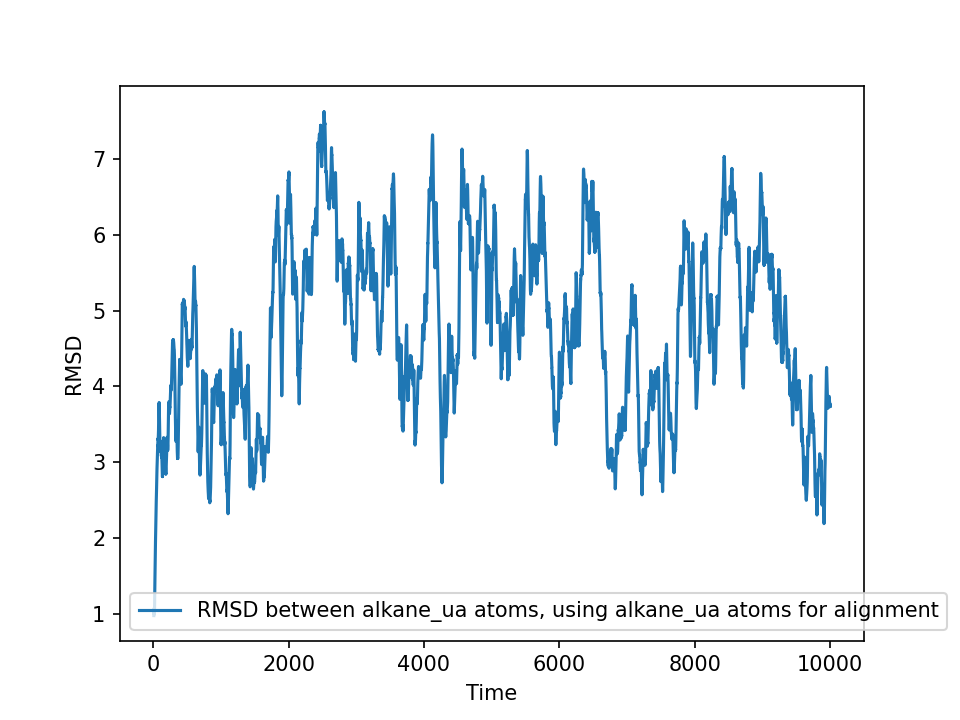 7
6
5
4
3
2
1
RMSD
RMSD between alkane_ua atoms, using alkane_ua atoms for alignment
0 2000 4000 6000 8000 10000
Time